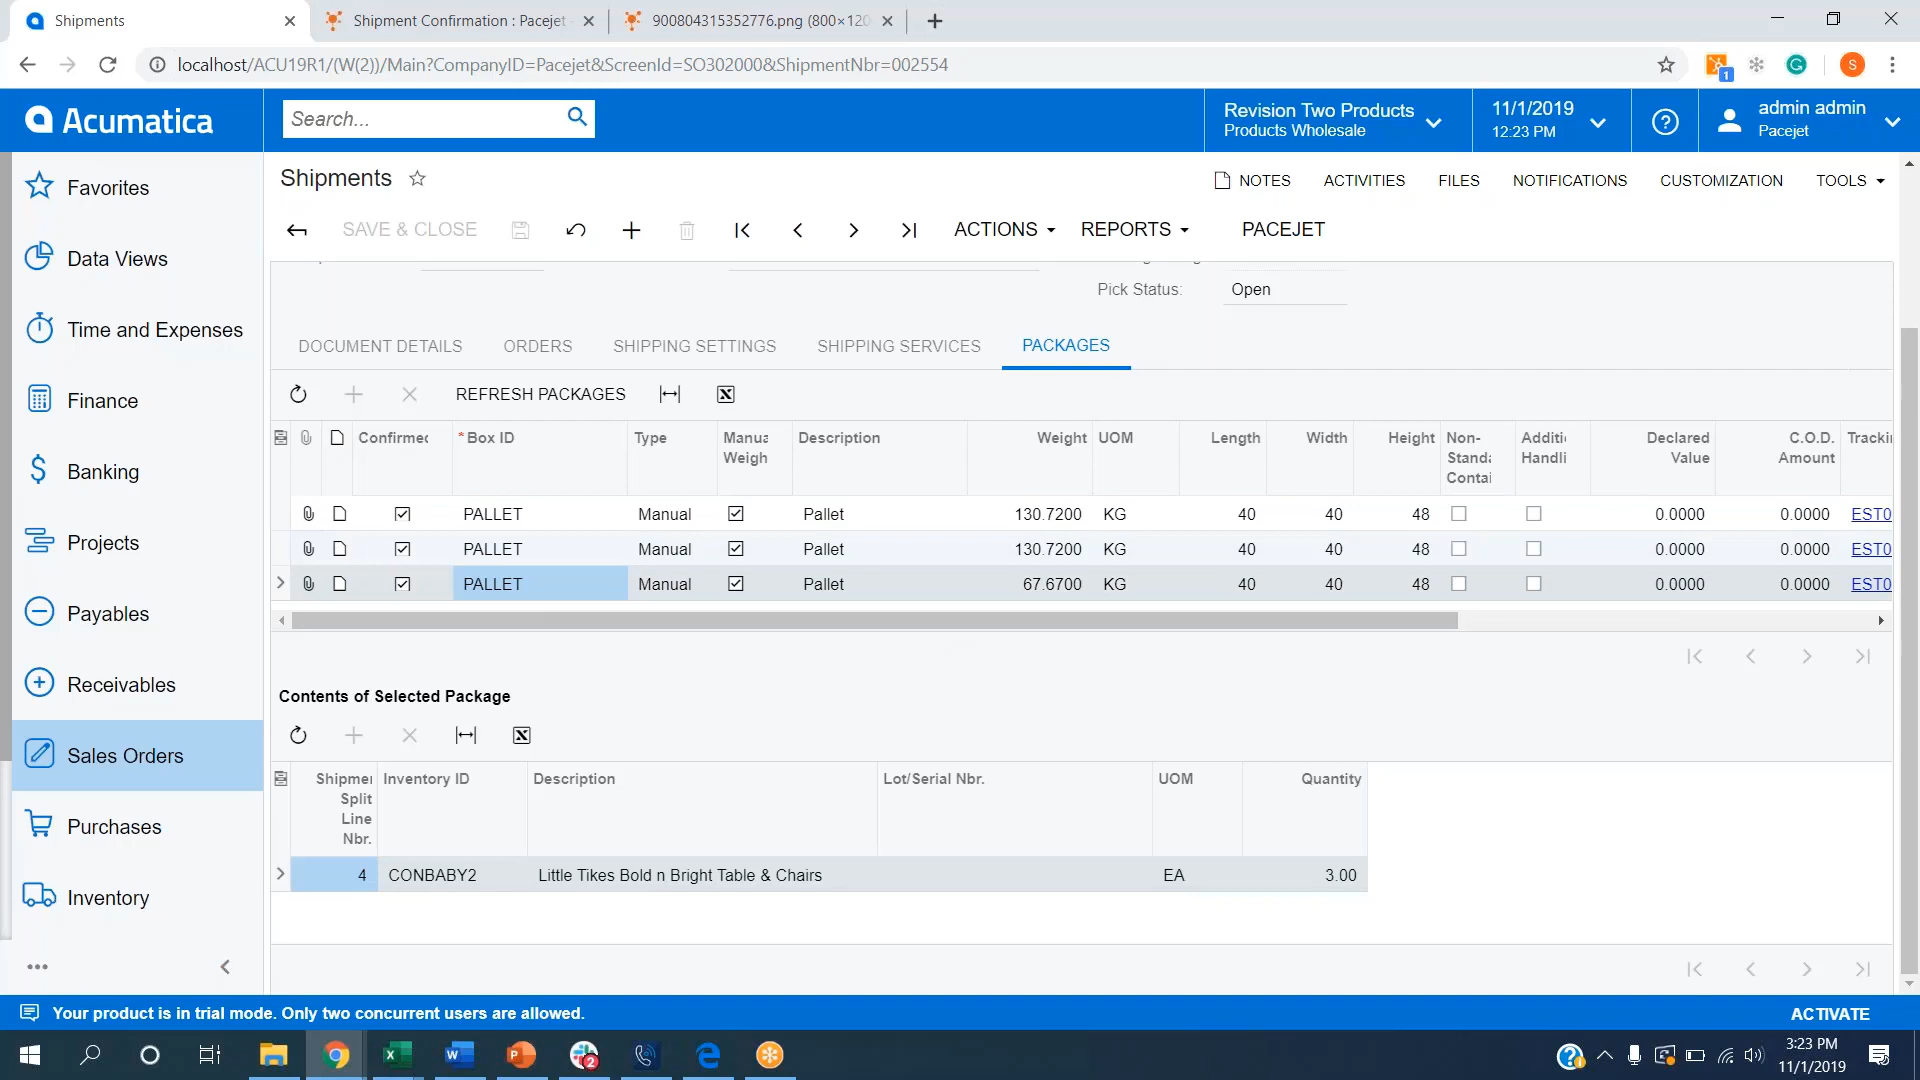 Shipments
Shipment Confirmation : Pacejet
900804315352776.png (800×120
localhost/ACU19R1/(W(2))/Main?CompanyID=Pacejet&ScreenId=SO302000&ShipmentNbr=002554
1
G
S
Acumatica
Search...
Revision Two Products
Products Wholesale
11/1/2019
12:23 PM
admin admin
Pacejet
Favorites
Data Views
Time and Expenses
Finance
Banking
Projects
Payables
Receivables
Sales Orders
Purchases
Inventory
Shipments
NOTES ACTIVITIES FILES NOTIFICATIONS CUSTOMIZATION TOOLS
SAVE & CLOSE ACTIONS REPORTS PACEJET
Pick Status: Open
DOCUMENT DETAILS ORDERS SHIPPING SETTINGS SHIPPING SERVICES PACKAGES
REFRESH PACKAGES
Confirmed *Box ID Type Manua Weigh Description Weight UOM Length Width Height Non- Standa Contai Additi Handli Declared Value C.O.D. Amount Tracki
PALLET Manual Pallet 130.7200 KG 40 40 48 0.0000 0.0000 EST0
PALLET Manual Pallet 130.7200 KG 40 40 48 0.0000 0.0000 EST0
PALLET Manual Pallet 67.6700 KG 40 40 48 0.0000 0.0000 EST0
Contents of Selected Package
Shipmer Split Line Nbr. Inventory ID Description Lot/Serial Nbr. UOM Quantity
4 CONBABY2 Little Tikes Bold n Bright Table & Chairs EA 3.00
Your product is in trial mode. Only two concurrent users are allowed.
ACTIVATE
2
3:23 PM
11/1/2019